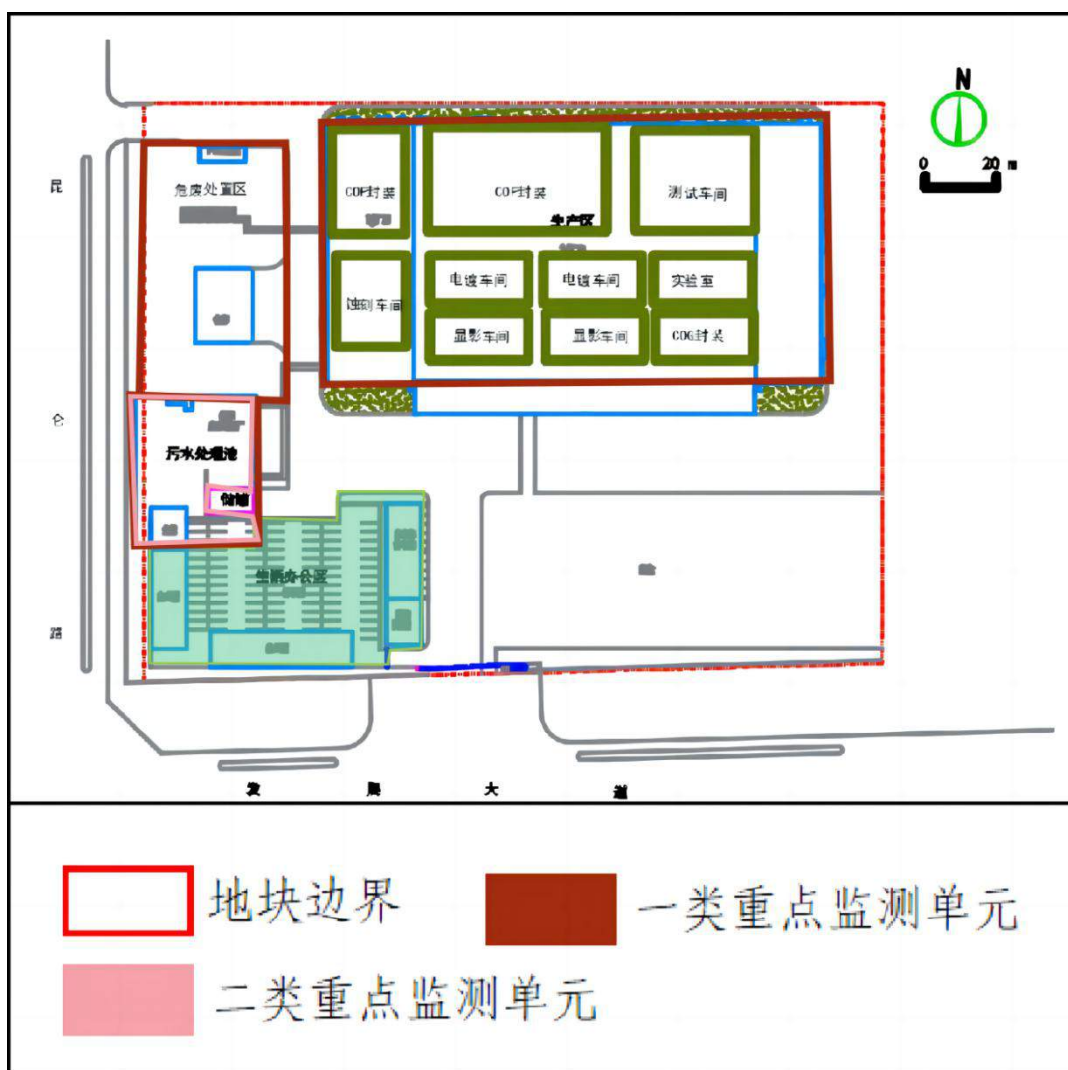 N
0 20 m
昆
仑
路
危废处置区
COF封装
COF封装
测试车间
生产区
蚀刻车间
电镀车间
电镀车间
实验室
显影车间
显影车间
COG封装
污水处理池
储罐
生活办公区
发 展 大 道
地块边界
一类重点监测单元
二类重点监测单元